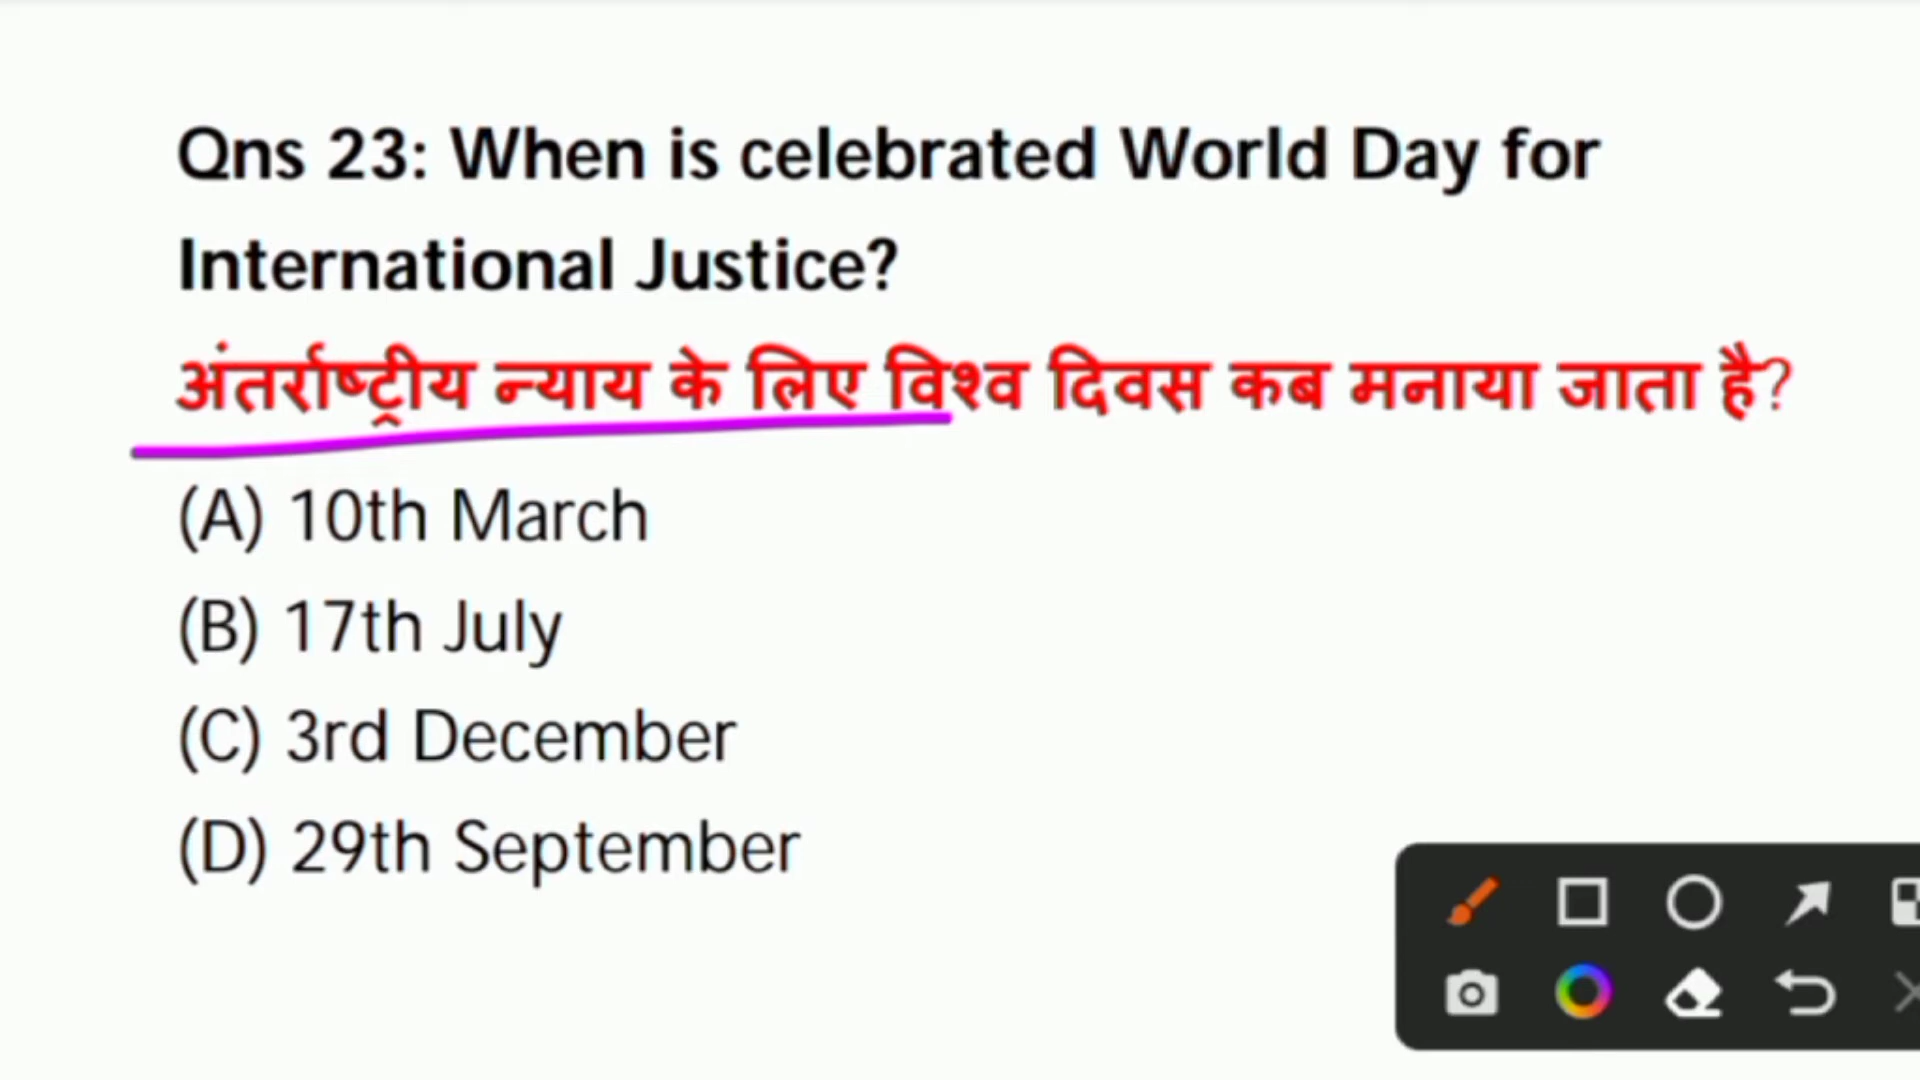 Qns 23: When is celebrated World Day for
International Justice?
अंतर्राष्ट्रीय न्याय के लिए विश्व दिवस कब मनाया जाता है?
(A) 10th March
(B) 17th July
(C) 3rd December
(D) 29th September